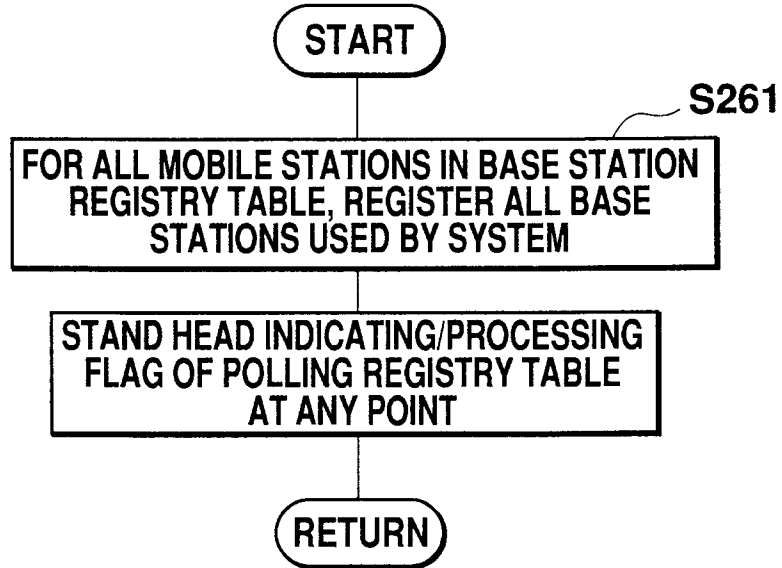 START
S261
FOR ALL MOBILE STATIONS IN BASE STATION
REGISTRY TABLE, REGISTER ALL BASE
STATIONS USED BY SYSTEM
STAND HEAD INDICATING/PROCESSING
FLAG OF POLLING REGISTRY TABLE
AT ANY POINT
RETURN